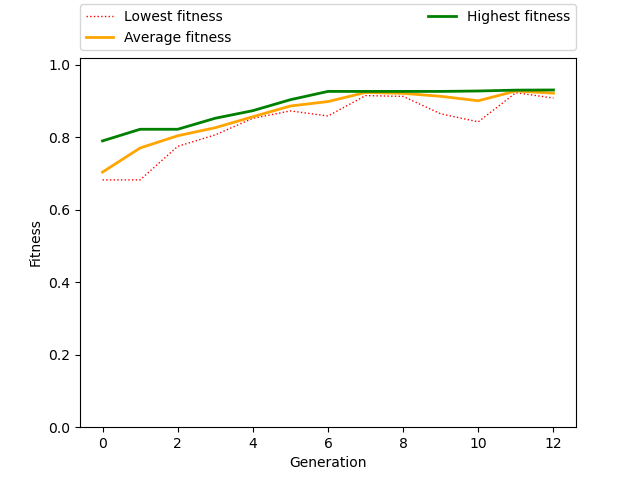 Lowest fitness
Average fitness
Highest fitness
1.0
0.8
0.6
0.4
0.2
0.0
Fitness
0 2 4 6 8 10 12
Generation